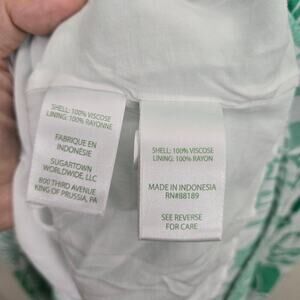 SHELL: 100% VISCOSE
LINING: 100% RAYONNE
FABRIQUE EN
INDONÉSIE
SUGARTOWN
WORLDWIDE, LLC
800 THIRD AVENUE
KING OF PRUSSIA, PA
SHELL: 100% VISCOSE
LINING: 100% RAYON
MADE IN INDONESIA
RN#88189
SEE REVERSE
FOR CARE